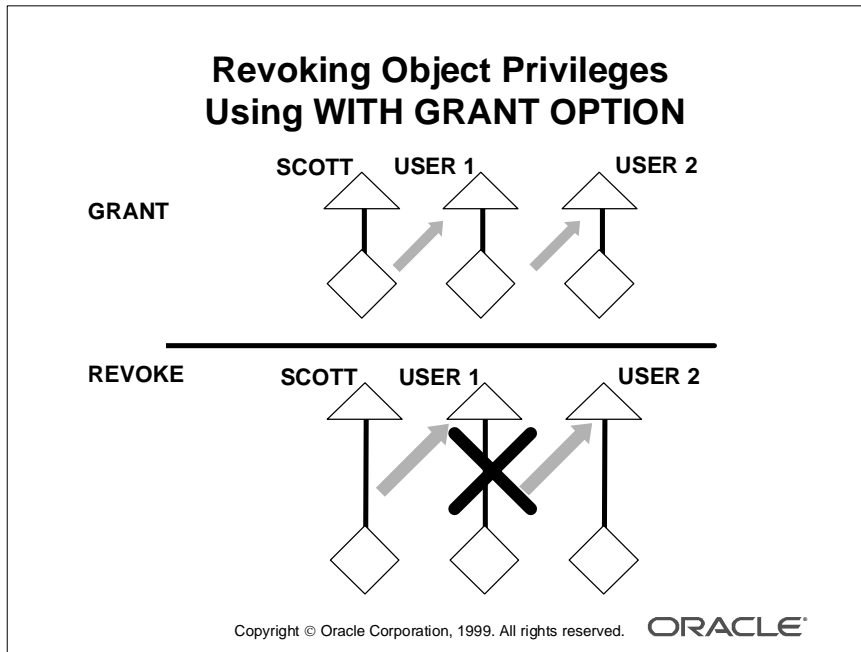 Revoking Object Privileges
Using WITH GRANT OPTION
SCOTT USER 1 USER 2
GRANT
REVOKE SCOTT USER 1 USER 2
Copyright © Oracle Corporation, 1999. All rights reserved. ORACLE®